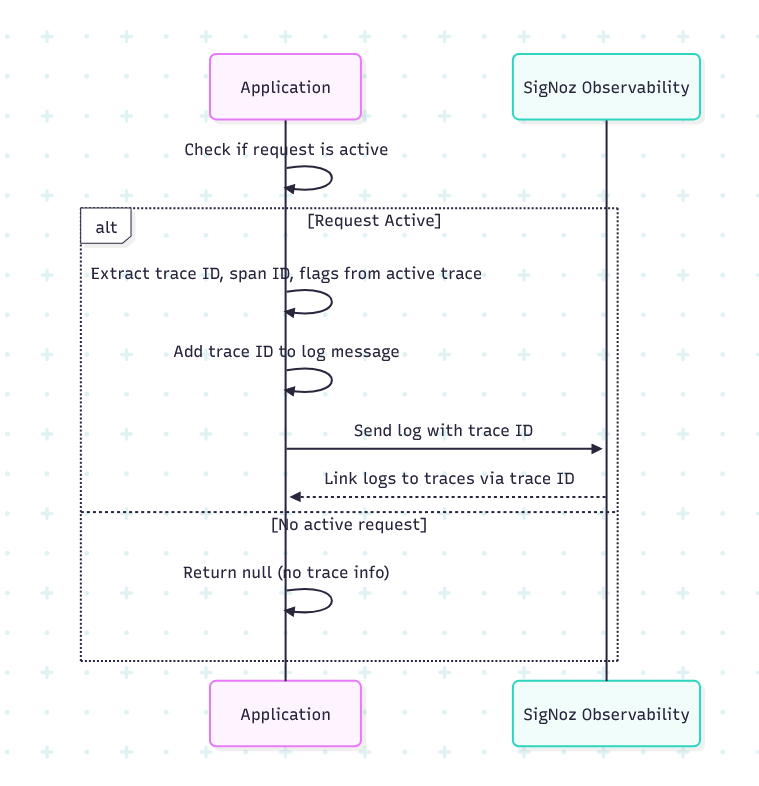 Application
SigNoz Observability
Check if request is active
alt
[Request Active]
Extract trace ID, span ID, flags from active trace
Add trace ID to log message
Send log with trace ID
Link logs to traces via trace ID
[No active request]
Return null (no trace info)
Application
SigNoz Observability